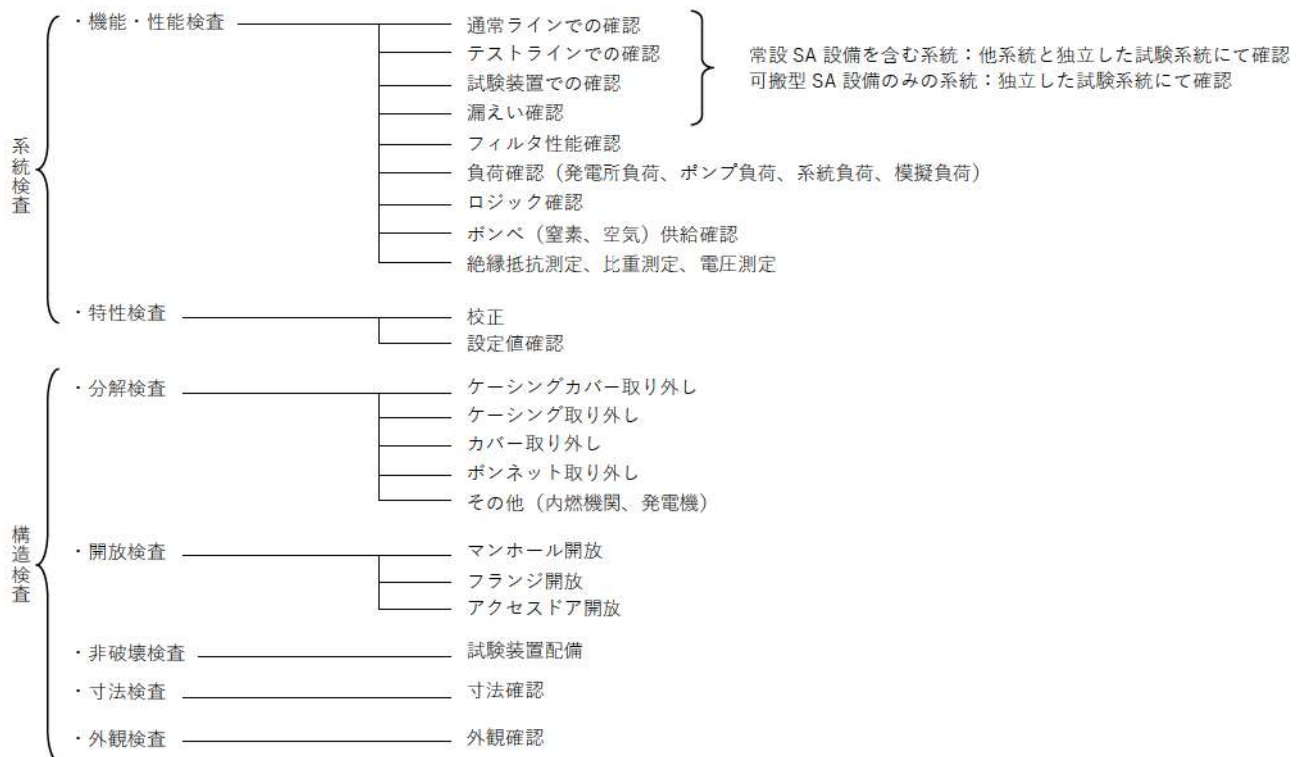 系統検査
・機能・性能検査
通常ラインでの確認
テストラインでの確認
試験装置での確認
漏えい確認
常設 SA 設備を含む系統：他系統と独立した試験系統にて確認
可搬型 SA 設備のみの系統：独立した試験系統にて確認
フィルタ性能確認
負荷確認（発電所負荷、ポンプ負荷、系統負荷、模擬負荷）
ロジック確認
ボンベ（窒素、空気）供給確認
絶縁抵抗測定、比重測定、電圧測定
・特性検査
校正
設定値確認
構造検査
・分解検査
ケーシングカバー取り外し
ケーシング取り外し
カバー取り外し
ボンネット取り外し
その他（内燃機関、発電機）
・開放検査
マンホール開放
フランジ開放
アクセスドア開放
・非破壊検査
試験装置配備
・寸法検査
寸法確認
・外観検査
外観確認